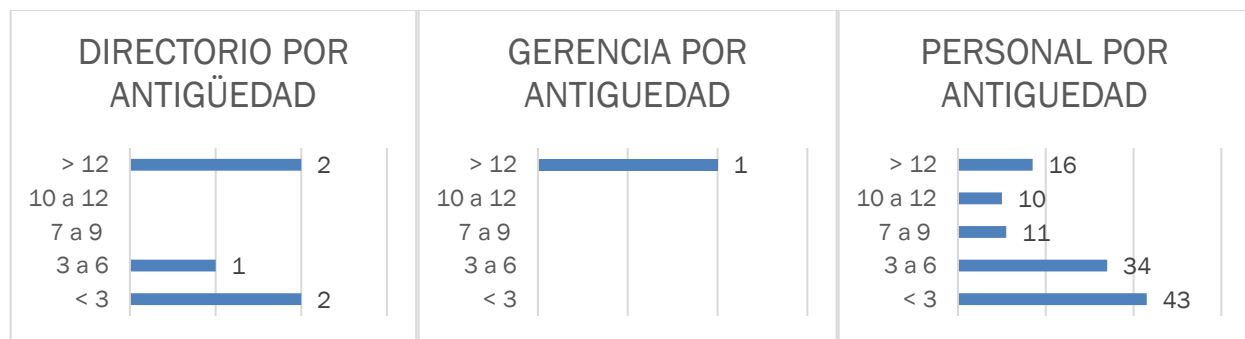 DIRECTORIO POR
ANTIGÜEDAD
> 12
2
10 a 12
7 a 9
3 a 6
1
< 3
2
GERENCIA POR
ANTIGUEDAD
> 12
1
10 a 12
7 a 9
3 a 6
< 3
PERSONAL POR
ANTIGUEDAD
> 12
16
10 a 12
10
7 a 9
11
3 a 6
34
< 3
43